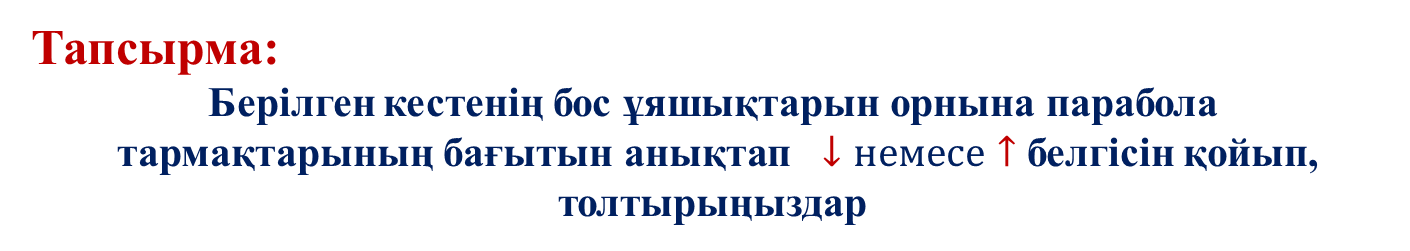 Тапсырма:
Берілген кестенің бос ұяшықтарын орнына парабола
тармақтарының бағытын анықтап ↓ немесе ↑ белгісін қойып,
толтырыңыздар